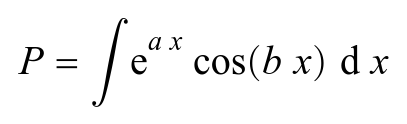 P = ∫ e^{a x} cos(b x) d x